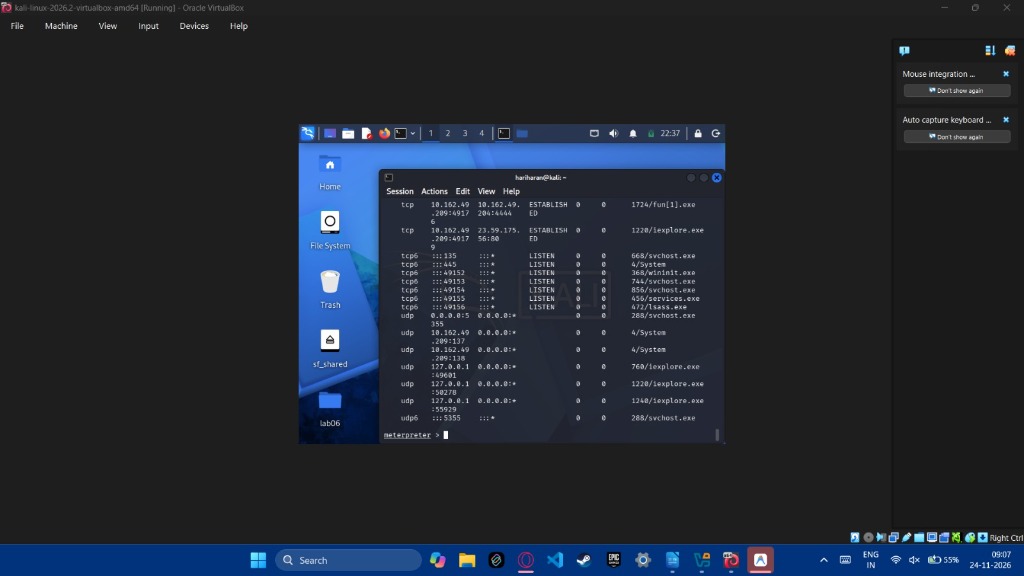 kali-linux-2026.2-virtualbox-amd64 [Running] - Oracle VirtualBox
File Machine View Input Devices Help
Mouse integration ...
Don't show again
Auto capture keyboard ...
Don't show again
1 2 3 4 22:37
Home
File System
Trash
sf_shared
lab06
hariharan@kali: ~
Session Actions Edit View Help
tcp 10.162.49 10.162.49. ESTABLISH 0 0 1724/fun[1].exe
.209:4917 204:4444 ED
6
tcp 10.162.49 23.59.175. ESTABLISH 0 0 1220/iexplore.exe
.209:4917 56:80 ED
9
tcp6 :::135 :::* LISTEN 0 0 668/svchost.exe
tcp6 :::445 :::* LISTEN 0 0 4/System
tcp6 :::49152 :::* LISTEN 0 0 368/wininit.exe
tcp6 :::49153 :::* LISTEN 0 0 744/svchost.exe
tcp6 :::49154 :::* LISTEN 0 0 856/svchost.exe
tcp6 :::49155 :::* LISTEN 0 0 456/services.exe
tcp6 :::49156 :::* LISTEN 0 0 472/lsass.exe
udp 0.0.0.0:5 0.0.0.0:* 0 0 288/svchost.exe
355
udp 10.162.49 0.0.0.0:* 0 0 4/System
.209:137
udp 10.162.49 0.0.0.0:* 0 0 4/System
.209:138
udp 127.0.0.1 0.0.0.0:* 0 0 760/iexplore.exe
:49601
udp 127.0.0.1 0.0.0.0:* 0 0 1220/iexplore.exe
:50278
udp 127.0.0.1 0.0.0.0:* 0 0 1240/iexplore.exe
:55929
udp6 :::5355 :::* 0 0 288/svchost.exe
meterpreter >
Right Ctrl
Search
ENG
IN
55%
09:07
24-11-2026